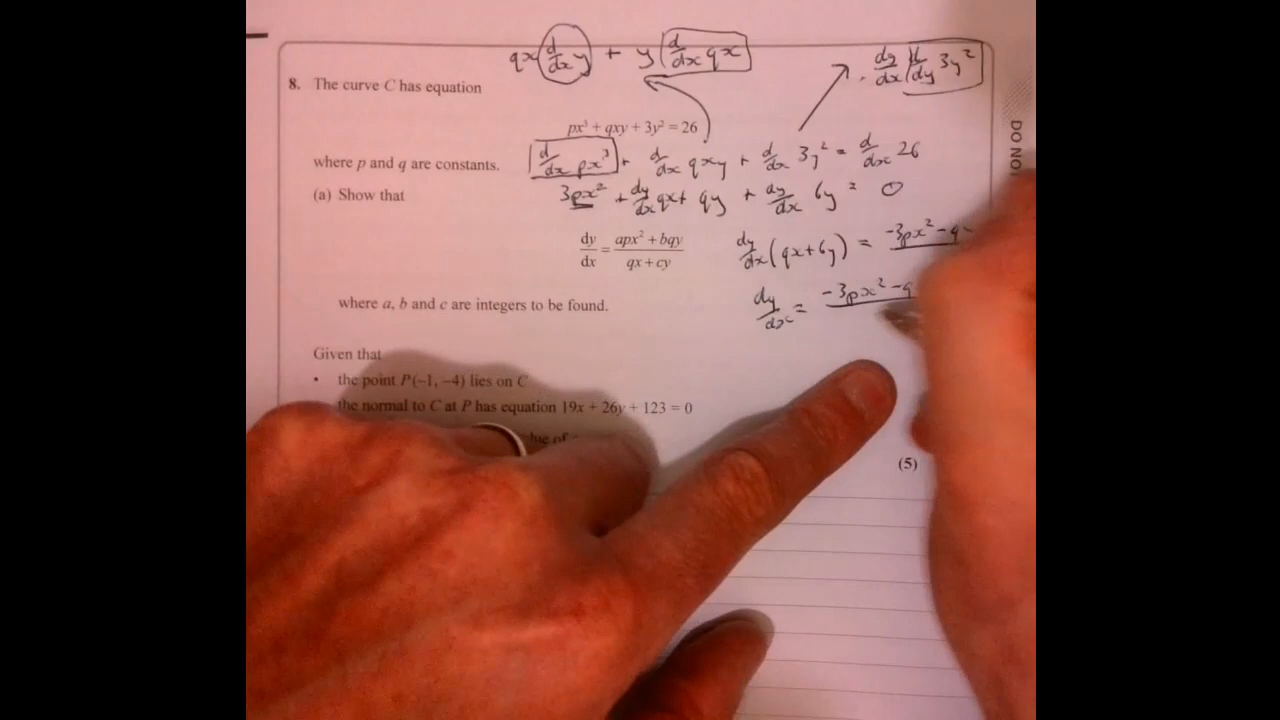 qx d/dx y + y d/dx qx
dy/dx d/dy 3y²
8. The curve C has equation
px³ + qxy + 3y² = 26
where p and q are constants.
d/dx px³ + d/dx qxy + d/dx 3y² = d/dx 26
(a) Show that
3px² + dy/dx qx + qy + dy/dx 6y = 0
dy/dx = (apx² + bqy)/(qx + cy)
dy/dx (qx + 6y) = -3px² - q
where a, b and c are integers to be found.
dy/dx = -3px² - q
Given that
• the point P(−1, −4) lies on C
the normal to C at P has equation 19x + 26y + 123 = 0
of
(5)
DO NO